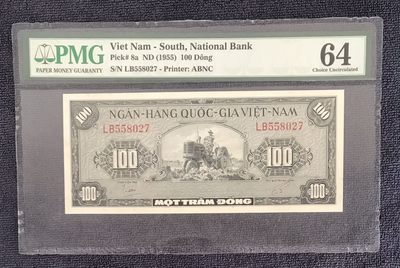 PMG
PAPER MONEY GUARANTY
Viet Nam - South, National Bank
Pick# 8a ND (1955) 100 Dông
S/N LB558027 - Printer: ABNC
64
Choice Uncirculated
100
NGÂN-HÀNG QUỐC-GIA VIỆT-NAM
100
LB558027
LB558027
100
100
100
MỘT TRĂM ĐỒNG
100